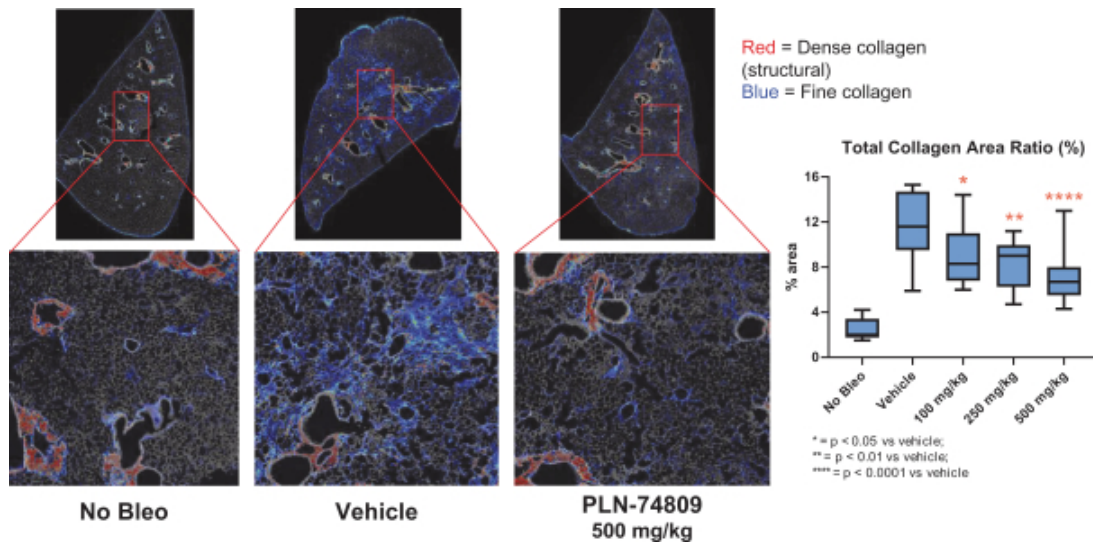 Red = Dense collagen
(structural)
Blue = Fine collagen
Total Collagen Area Ratio (%)
% area
16
12
8
4
0
*
**
****
No Bleo
Vehicle
100 mg/kg
250 mg/kg
500 mg/kg
* = p < 0.05 vs vehicle;
** = p < 0.01 vs vehicle;
**** = p < 0.0001 vs vehicle
No Bleo
Vehicle
PLN-74809
500 mg/kg